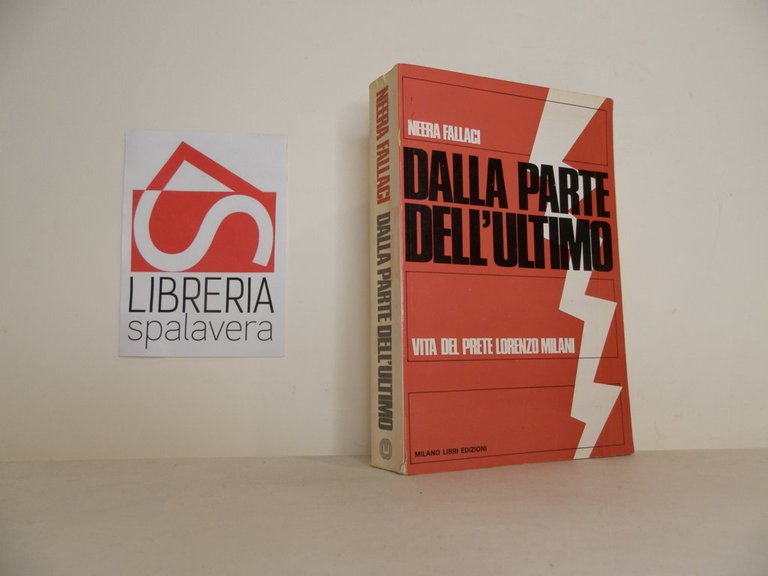 LIBRERIA
spalavera
NEERA FALLACI DALLA PARTE DELL'ULTIMO
NEERA FALLACI
DALLA PARTE
DELL'ULTIMO
VITA DEL PRETE LORENZO MILANI
MILANO LIBRI EDIZIONI